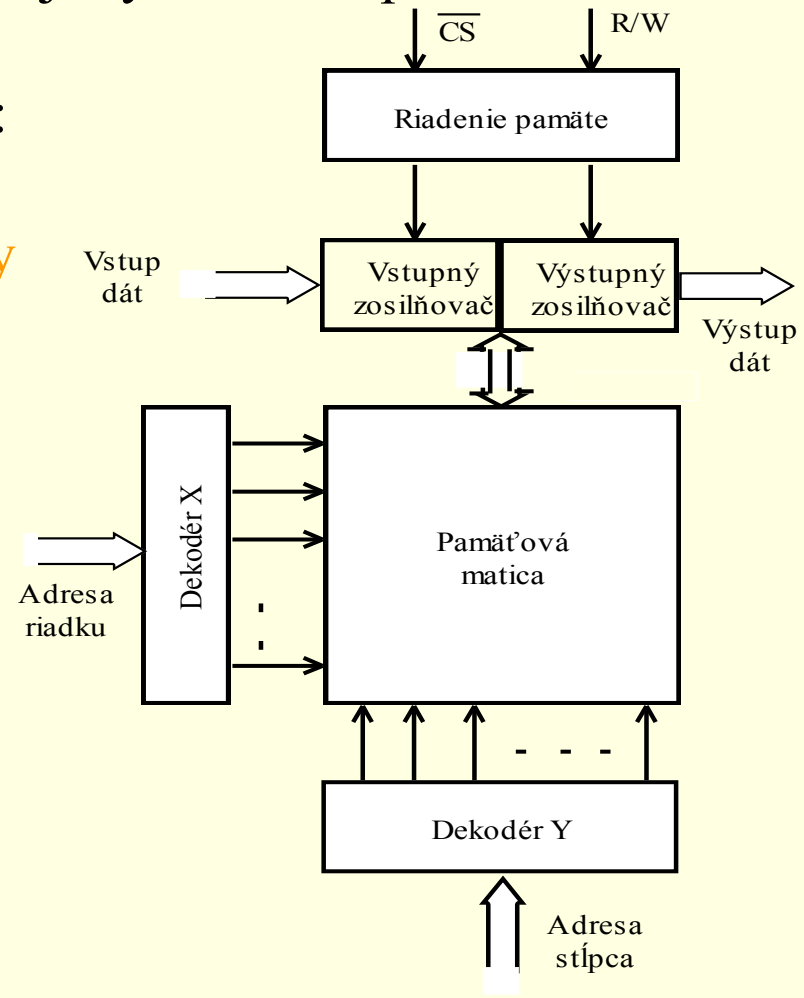 CS
R/W
Riadenie pamäte
:
y
Vstup
dát
Vstupný
zosilňovač
Výstupný
zosilňovač
Výstup
dát
Dekodér X
Pamäťová
matica
Adresa
riadku
Dekodér Y
Adresa
stĺpca